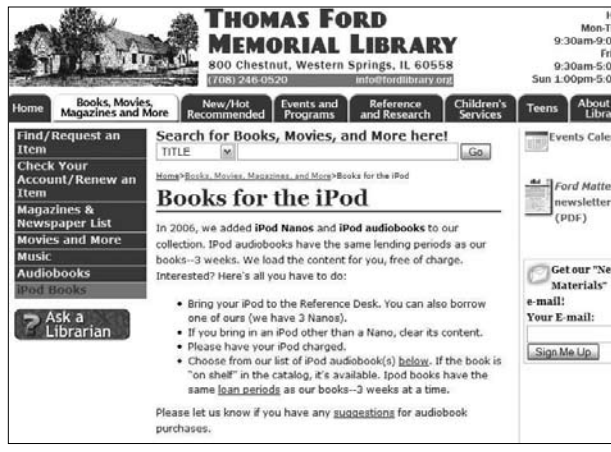 THOMAS FORD
MEMORIAL LIBRARY
800 Chestnut, Western Springs, IL 60558
(708) 246-0520 info@fordlibrary.org
H
Mon-T
9:30am-9:0
Fri
9:30am-5:0
Sun 1:00pm-5:0
Home
Books, Movies,
Magazines and More
New/Hot
Recommended
Events and
Programs
Reference
and Research
Children's
Services
Teens
About
Libra
Find/Request an
Item
Check Your
Account/Renew an
Item
Magazines &
Newspaper List
Movies and More
Music
Audiobooks
iPod Books
? Ask a
Librarian
Search for Books, Movies, and More here!
TITLE Go
Home>Books, Movies, Magazines, and More>Books for the iPod
Books for the iPod
In 2006, we added iPod Nanos and iPod audiobooks to our
collection. IPod audiobooks have the same lending periods as our
books--3 weeks. We load the content for you, free of charge.
Interested? Here's all you have to do:
• Bring your iPod to the Reference Desk. You can also borrow
one of ours (we have 3 Nanos).
• If you bring in an iPod other than a Nano, clear its content.
• Please have your iPod charged.
• Choose from our list of iPod audiobook(s) below. If the book is
"on shelf" in the catalog, it's available. Ipod books have the
same loan periods as our books--3 weeks at a time.
Please let us know if you have any suggestions for audiobook
purchases.
Events Cale
Ford Matte
newsletter
(PDF)
Get our "Ne
Materials"
e-mail:
Your E-mail:
Sign Me Up